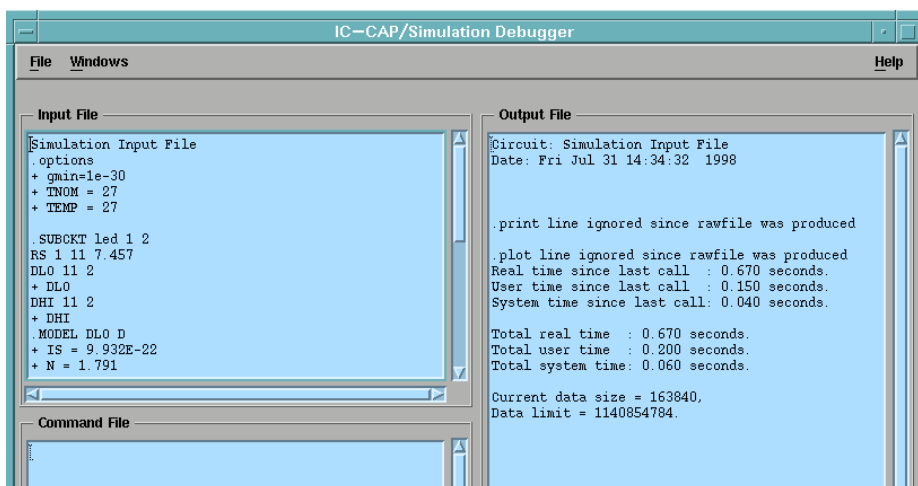 IC-CAP/Simulation Debugger
File Windows Help
Input File
Simulation Input File
.options
+ gmin=1e-30
+ TNOM = 27
+ TEMP = 27
.SUBCKT led 1 2
RS 1 11 7.457
DLO 11 2
+ DLO
DHI 11 2
+ DHI
.MODEL DLO D
+ IS = 9.932E-22
+ N = 1.791
Command File
Output File
Circuit: Simulation Input File
Date: Fri Jul 31 14:34:32 1998
.print line ignored since rawfile was produced
.plot line ignored since rawfile was produced
Real time since last call : 0.670 seconds.
User time since last call : 0.150 seconds.
System time since last call: 0.040 seconds.
Total real time : 0.670 seconds.
Total user time : 0.200 seconds.
Total system time: 0.060 seconds.
Current data size = 163840,
Data limit = 1140854784.